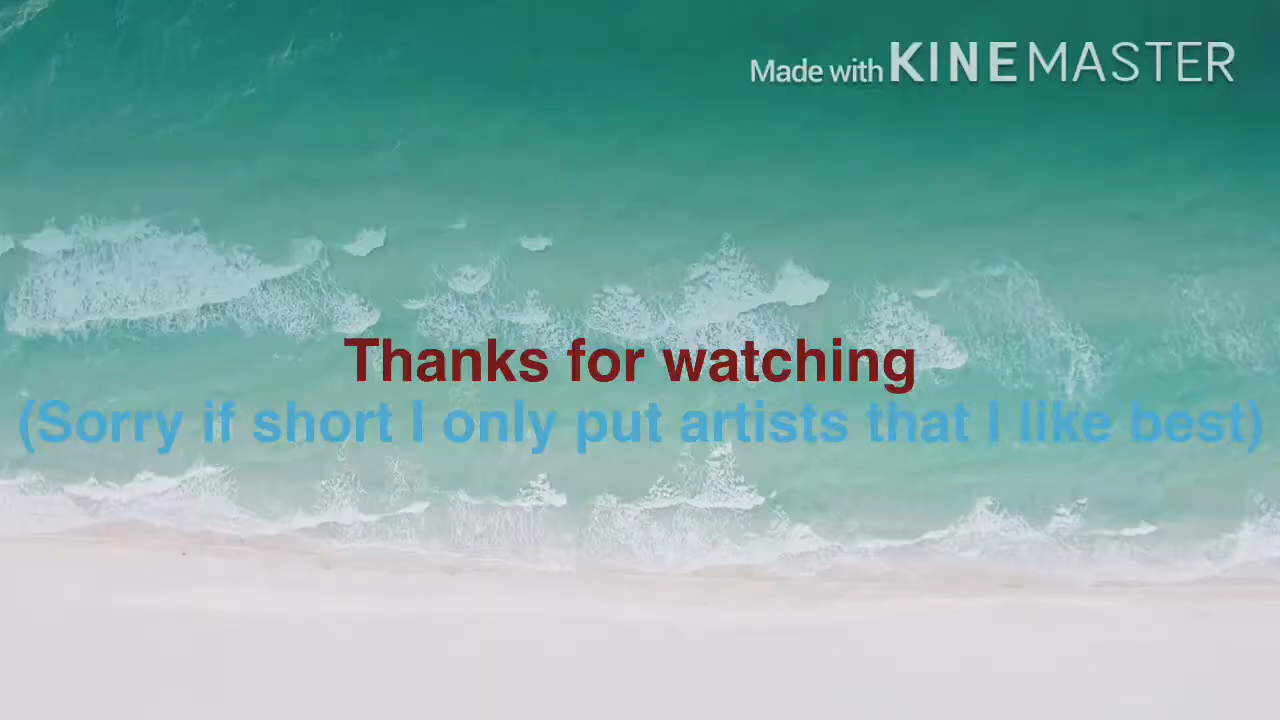 Made with KINEMASTER
Thanks for watching
(Sorry if short I only put artists that I like best)